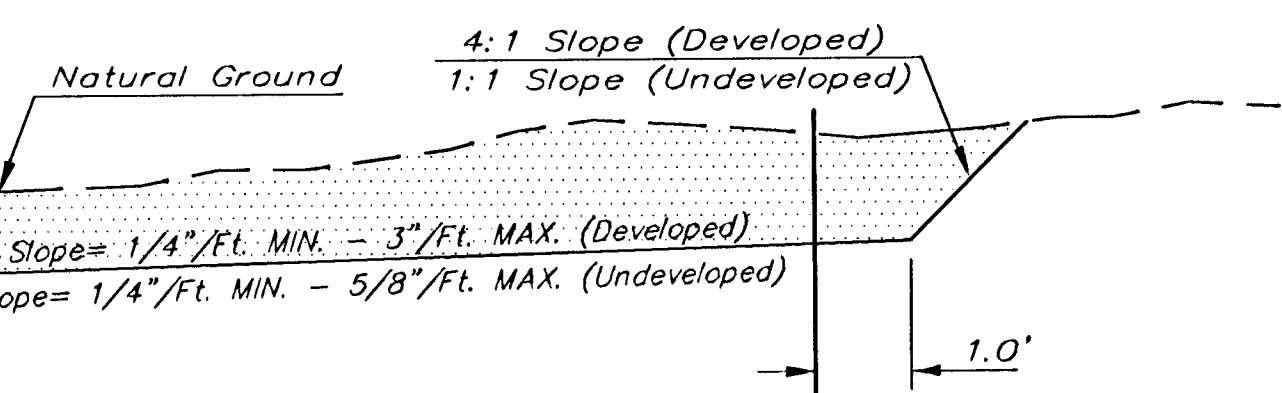 4:1 Slope (Developed)
Natural Ground
1:1 Slope (Undeveloped)
Slope= 1/4"/Ft. MIN. - 3"/Ft. MAX. (Developed)
ope= 1/4"/Ft. MIN. - 5/8"/Ft. MAX. (Undeveloped)
1.0'